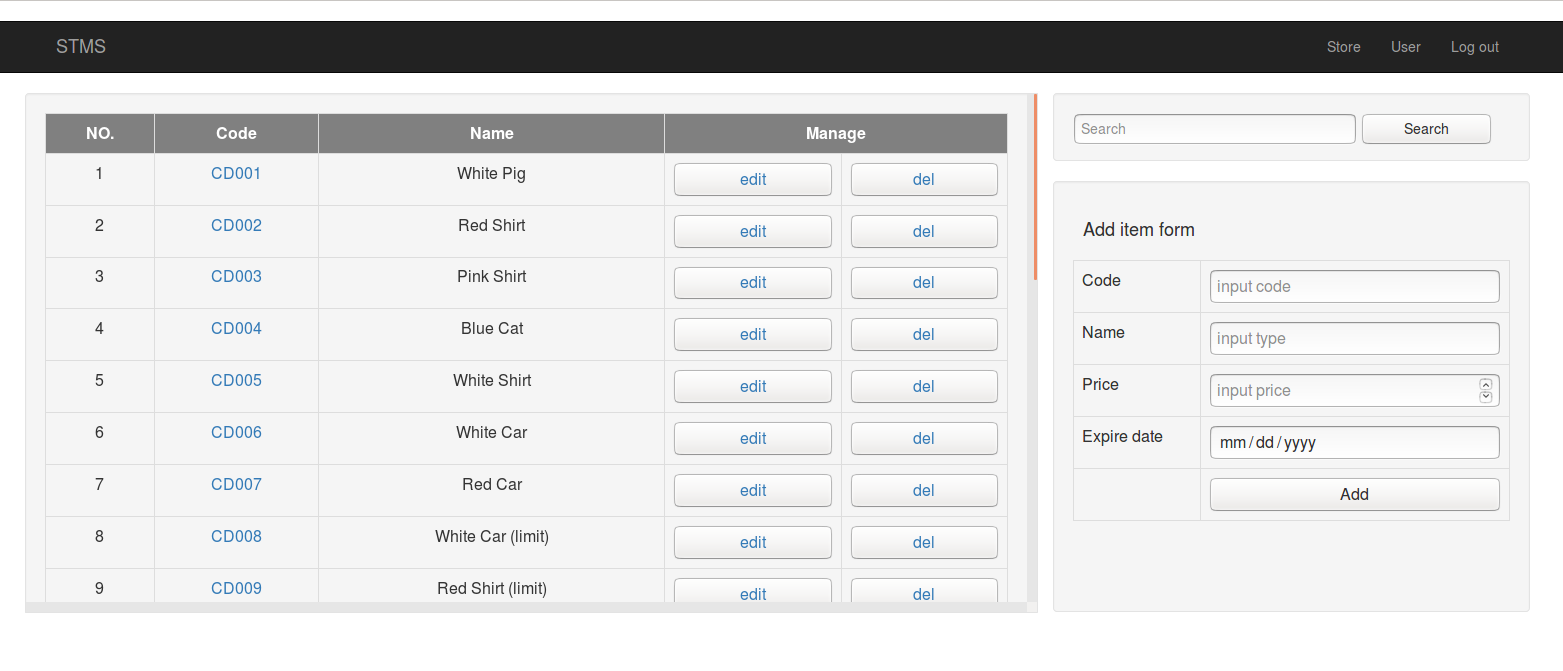 STMS Store User Log out
NO. Code Name Manage
1 CD001 White Pig edit del
2 CD002 Red Shirt edit del
3 CD003 Pink Shirt edit del
4 CD004 Blue Cat edit del
5 CD005 White Shirt edit del
6 CD006 White Car edit del
7 CD007 Red Car edit del
8 CD008 White Car (limit) edit del
9 CD009 Red Shirt (limit) edit del
Search Search
Add item form
Code input code
Name input type
Price input price
Expire date mm/dd/yyyy
Add